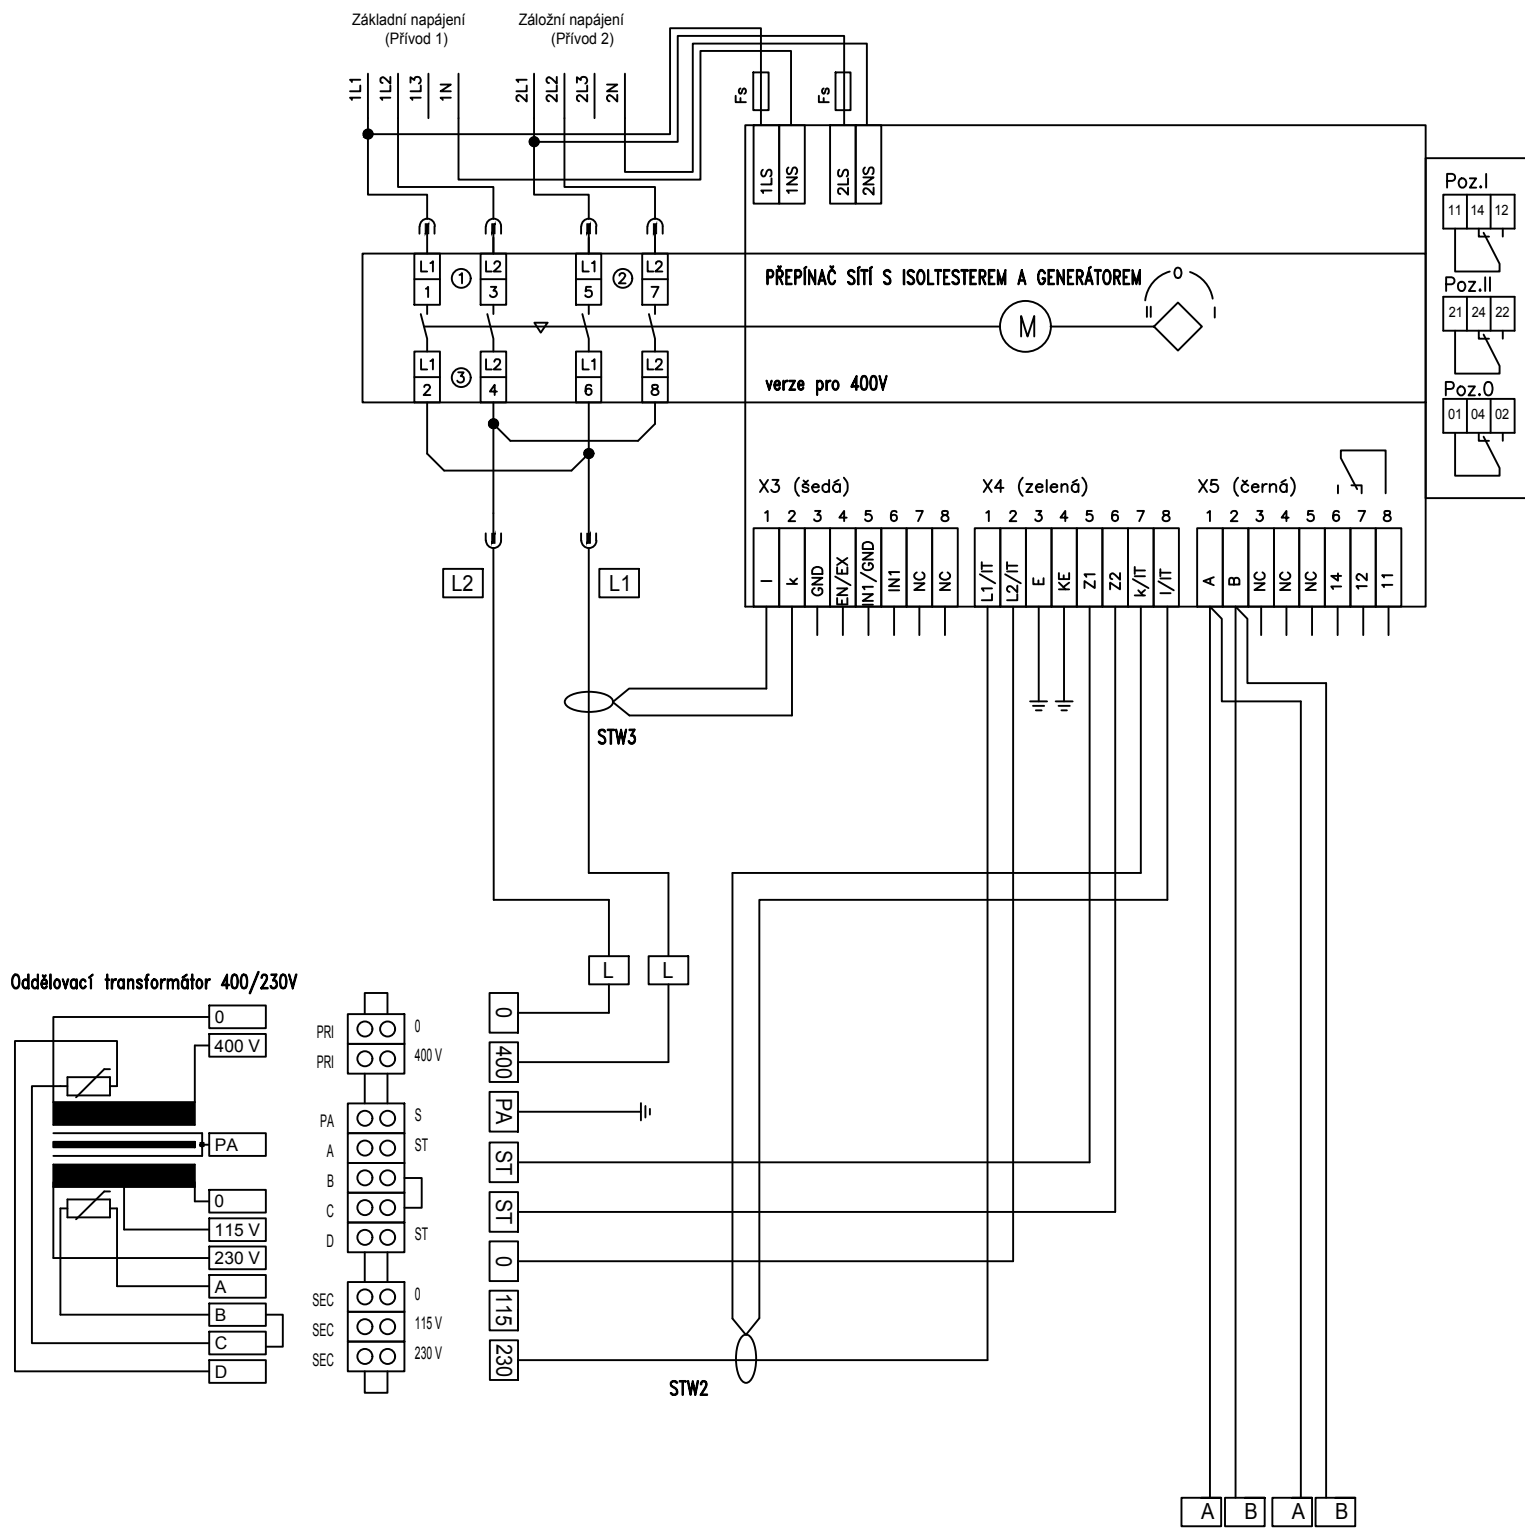 Základní napájení
(Přívod 1)
Záložní napájení
(Přívod 2)
1L1 1L2 1L3 1N 2L1 2L2 2L3 2N
Fs Fs
1LS 1NS 2LS 2NS
Poz.I
11 14 12
Poz.II
21 24 22
Poz.0
01 04 02
L1 ① L2 L1 ② L2
1 3 5 7
PŘEPÍNAČ SÍTÍ S ISOLTESTEREM A GENERÁTOREM
II 0 I
M
L1 ③ L2 L1 L2
2 4 6 8
verze pro 400V
X3 (šedá)
1 2 3 4 5 6 7 8
l k GND EN/EX IN1/GND IN1 NC NC
X4 (zelená)
1 2 3 4 5 6 7 8
L1/IT L2/IT E KE Z1 Z2 k/IT l/IT
X5 (černá)
1 2 3 4 5 6 7 8
A B NC NC NC 14 12 11
L2 L1
STW3
L L
Oddělovací transformátor 400/230V
0
400 V
PA
0
115 V
230 V
A
B
C
D
PRI 0
PRI 400 V
PA S
A ST
B
C
D ST
SEC 0
SEC 115 V
SEC 230 V
0
400
PA
ST
ST
0
115
230
STW2
A B A B